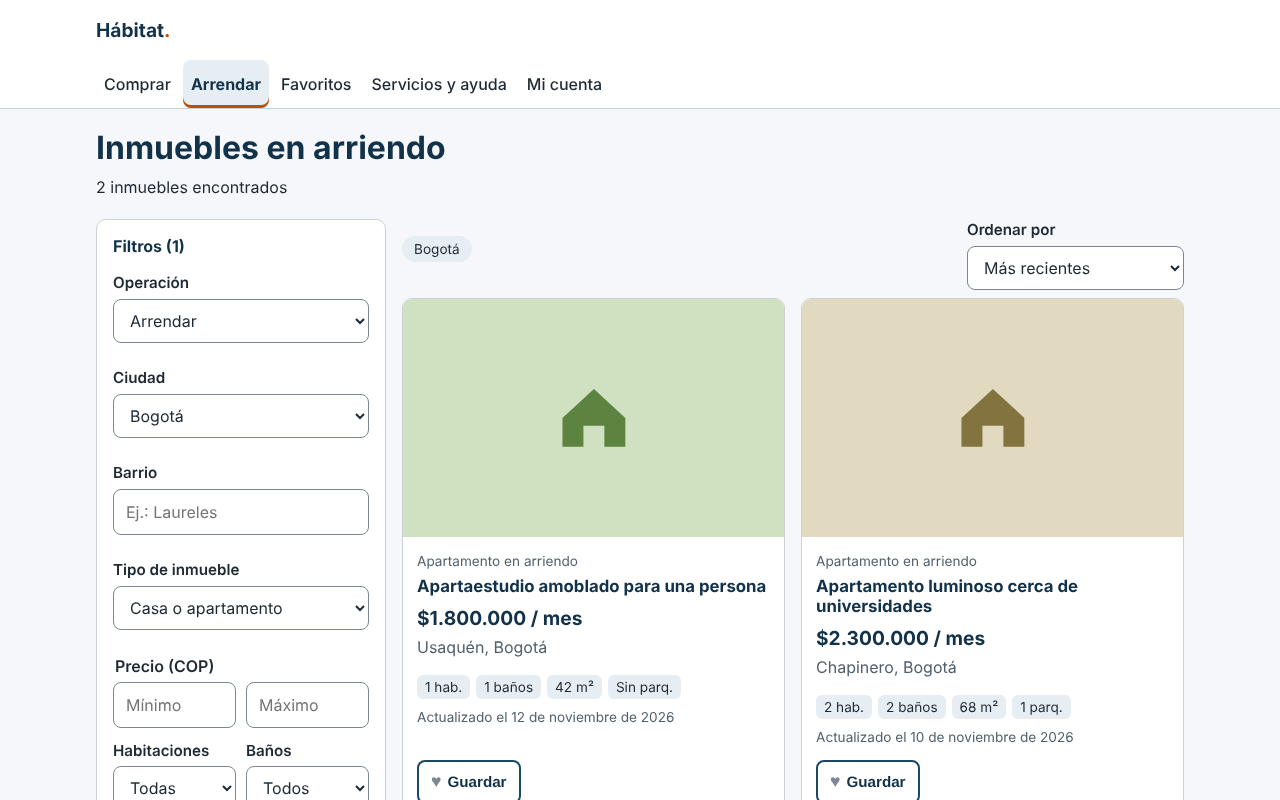 Hábitat.
Comprar Arrendar Favoritos Servicios y ayuda Mi cuenta
Inmuebles en arriendo
2 inmuebles encontrados
Filtros (1)
Operación
Arrendar
Ciudad
Bogotá
Barrio
Ej.: Laureles
Tipo de inmueble
Casa o apartamento
Precio (COP)
Mínimo Máximo
Habitaciones Baños
Todas Todos
Bogotá
Ordenar por
Más recientes
Apartamento en arriendo
Apartaestudio amoblado para una persona
$1.800.000 / mes
Usaquén, Bogotá
1 hab. 1 baños 42 m² Sin parq.
Actualizado el 12 de noviembre de 2026
♥ Guardar
Apartamento en arriendo
Apartamento luminoso cerca de
universidades
$2.300.000 / mes
Chapinero, Bogotá
2 hab. 2 baños 68 m² 1 parq.
Actualizado el 10 de noviembre de 2026
♥ Guardar